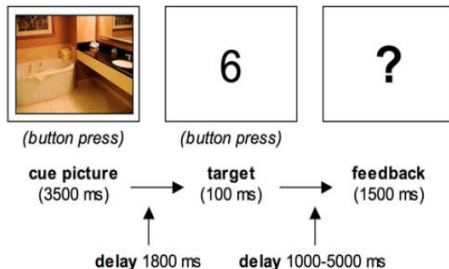 6
?
(button press) (button press)
cue picture target feedback
(3500 ms) (100 ms) (1500 ms)
delay 1800 ms delay 1000-5000 ms